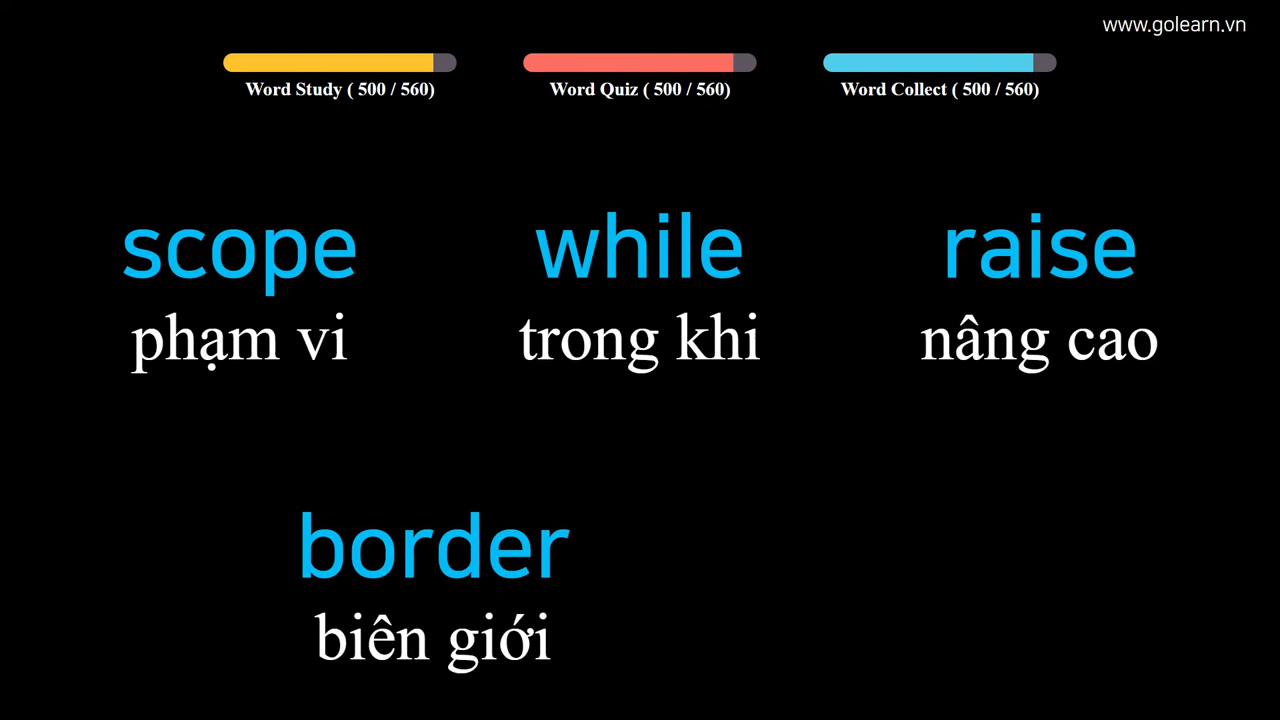 www.golearn.vn
Word Study ( 500 / 560)
Word Quiz ( 500 / 560)
Word Collect ( 500 / 560)
scope
phạm vi
while
trong khi
raise
nâng cao
border
biên giới